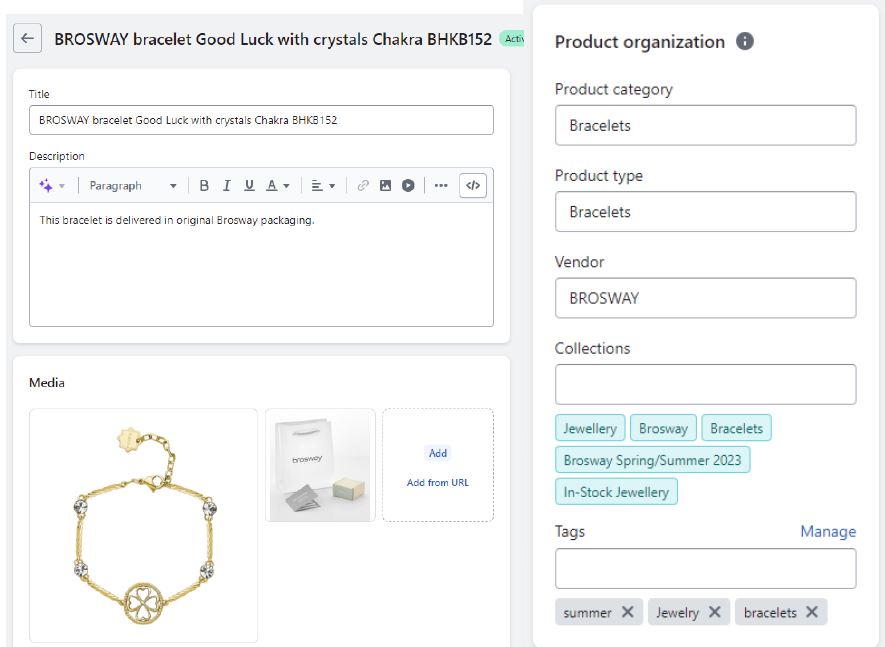 BROSWAY bracelet Good Luck with crystals Chakra BHKB152
Title
BROSWAY bracelet Good Luck with crystals Chakra BHKB152
Description
Paragraph B I U A
This bracelet is delivered in original Brosway packaging.
Media
brosway
Add
Add from URL
Product organization
Product category
Bracelets
Product type
Bracelets
Vendor
BROSWAY
Collections
Jewellery Brosway Bracelets
Brosway Spring/Summer 2023
In-Stock Jewellery
Tags Manage
summer Jewelry bracelets